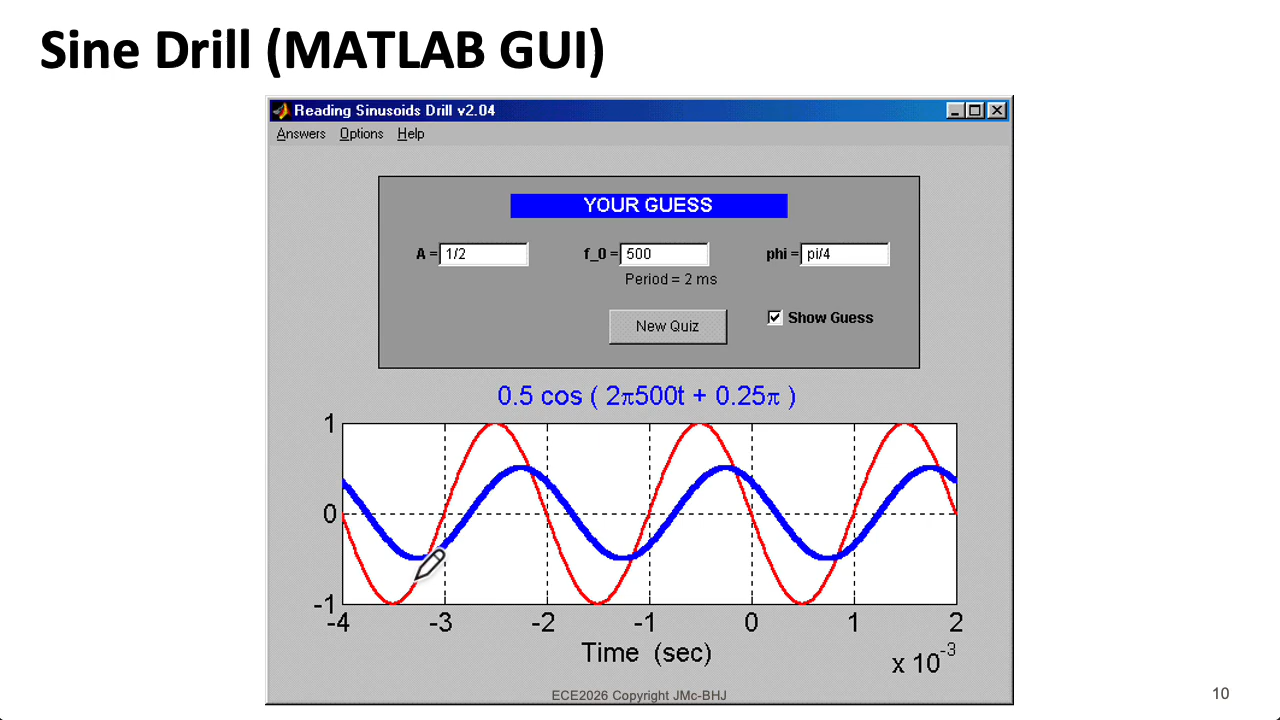 Sine Drill (MATLAB GUI)
Reading Sinusoids Drill v2.04
Answers Options Help
YOUR GUESS
A = 1/2 f_0 = 500 phi = pi/4
Period = 2 ms
New Quiz Show Guess
0.5 cos ( 2π500t + 0.25π )
1
0
-1
-4 -3 -2 -1 0 1 2
Time (sec)
x 10^-3
ECE2026 Copyright JMc-BHJ
10